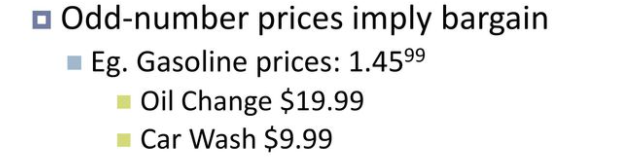 Odd-number prices imply bargain
Eg. Gasoline prices: 1.45⁹⁹
Oil Change $19.99
Car Wash $9.99